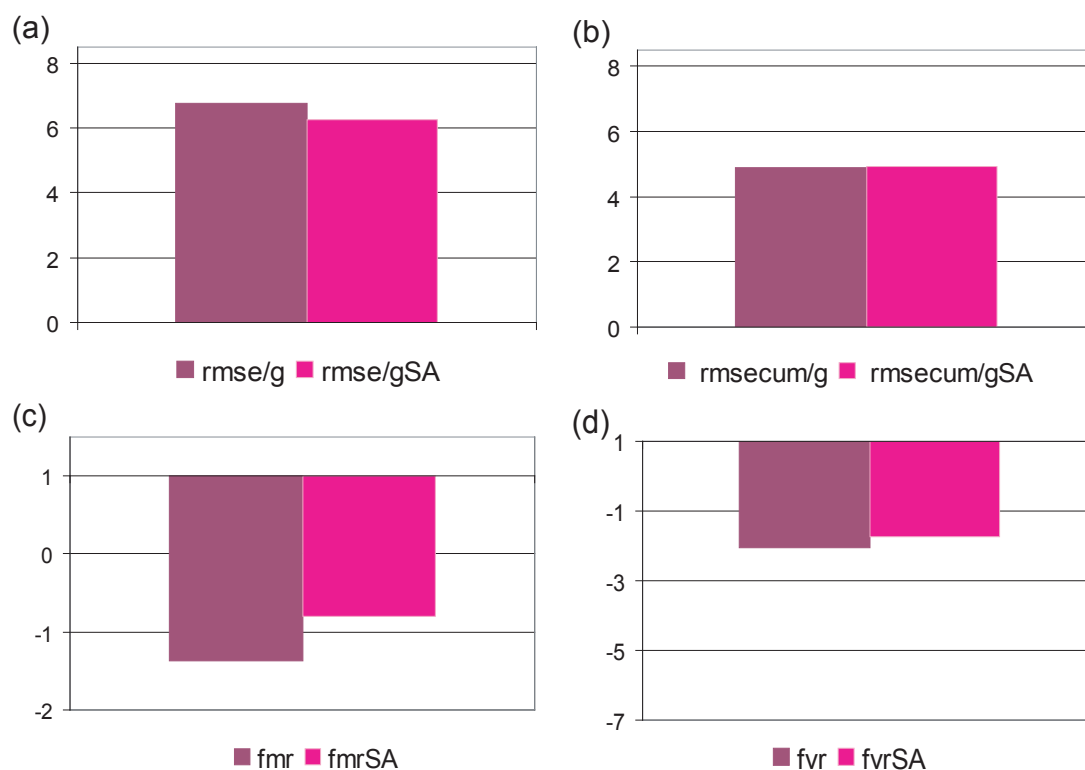 (a)
8
6
4
2
0
rmse/g rmse/gSA
(b)
8
6
4
2
0
rmsecum/g rmsecum/gSA
(c)
1
0
-1
-2
fmr fmrSA
(d)
1
-1
-3
-5
-7
fvr fvrSA